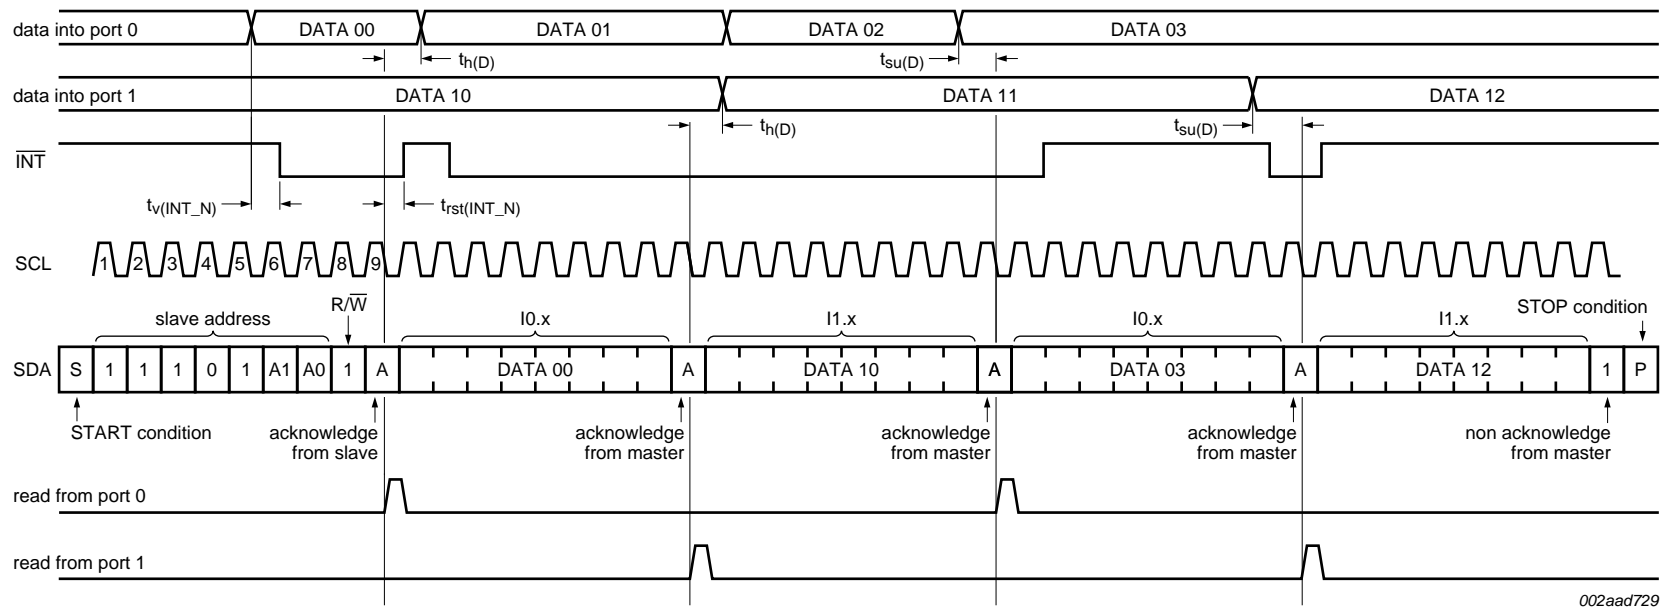 data into port 0 DATA 00 DATA 01 DATA 02 DATA 03
th(D) tsu(D)
data into port 1 DATA 10 DATA 11 DATA 12
th(D) tsu(D)
INT
tv(INT_N) trst(INT_N)
SCL 1 2 3 4 5 6 7 8 9
R/W STOP condition
slave address I0.x I1.x I0.x I1.x
SDA S 1 1 1 0 1 A1 A0 1 A DATA 00 A DATA 10 A DATA 03 A DATA 12 1 P
START condition acknowledge acknowledge acknowledge acknowledge non acknowledge
from slave from master from master from master from master
read from port 0
read from port 1
002aad729